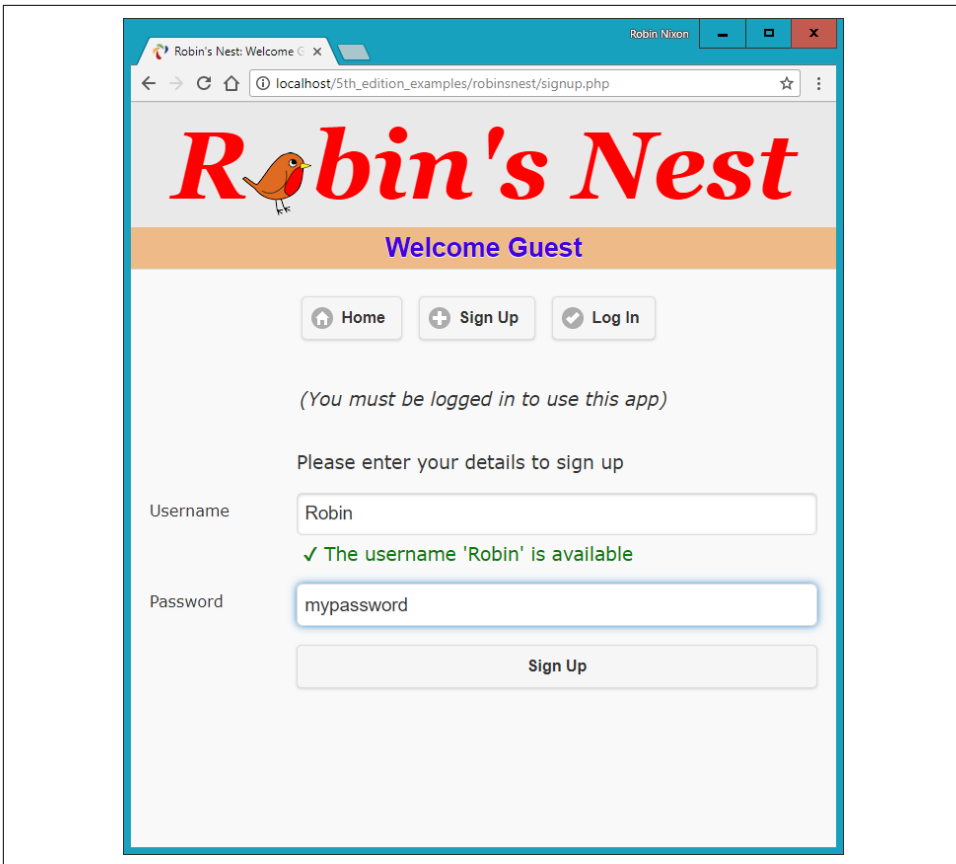 Robin Nixon
Robin's Nest: Welcome G
localhost/5th_edition_examples/robinsnest/signup.php
Robin's Nest
Welcome Guest
Home
Sign Up
Log In
(You must be logged in to use this app)
Please enter your details to sign up
Username
Robin
✓ The username 'Robin' is available
Password
mypassword
Sign Up